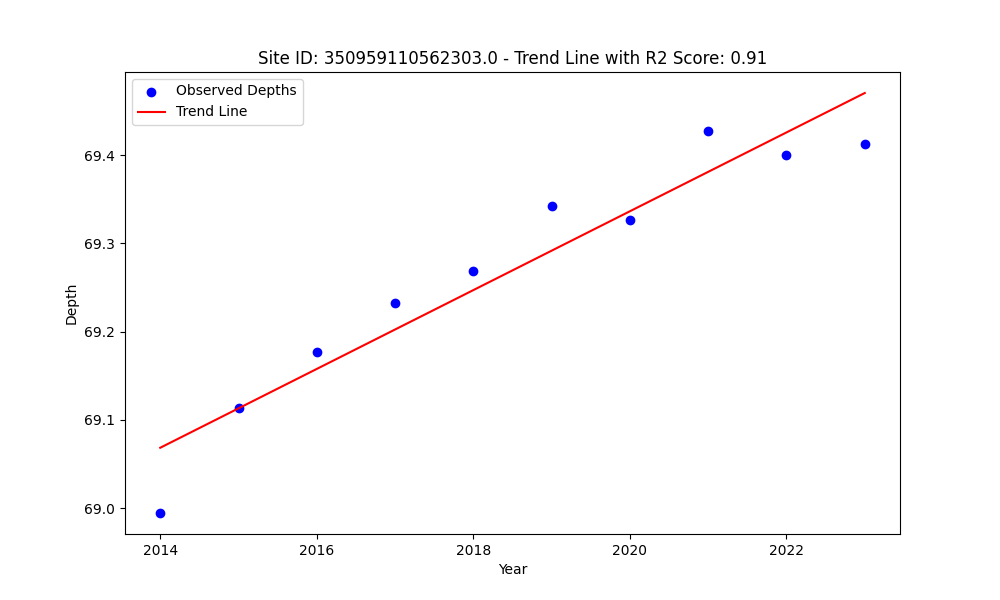 Site ID: 350959110562303.0 - Trend Line with R2 Score: 0.91
Observed Depths
Trend Line
69.4
69.3
69.2
69.1
69.0
Depth
2014
2016
2018
2020
2022
Year